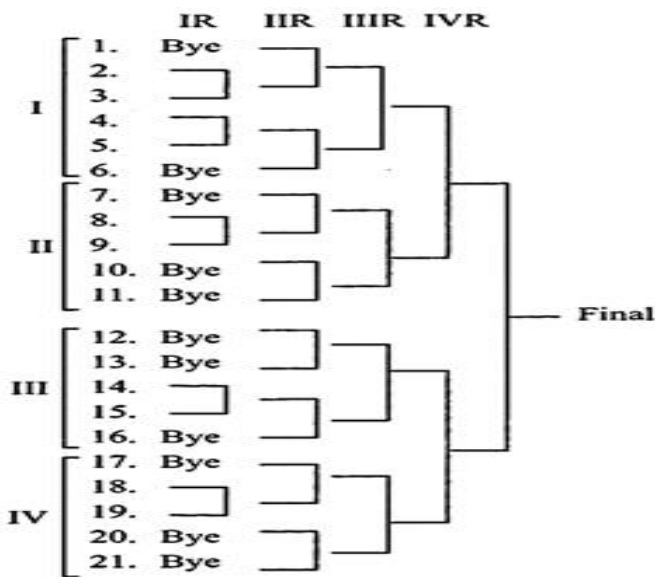 IR IIR IIIR IVR
I
1. Bye
2.
3.
4.
5.
6. Bye
II
7. Bye
8.
9.
10. Bye
11. Bye
Final
III
12. Bye
13. Bye
14.
15.
16. Bye
IV
17. Bye
18.
19.
20. Bye
21. Bye